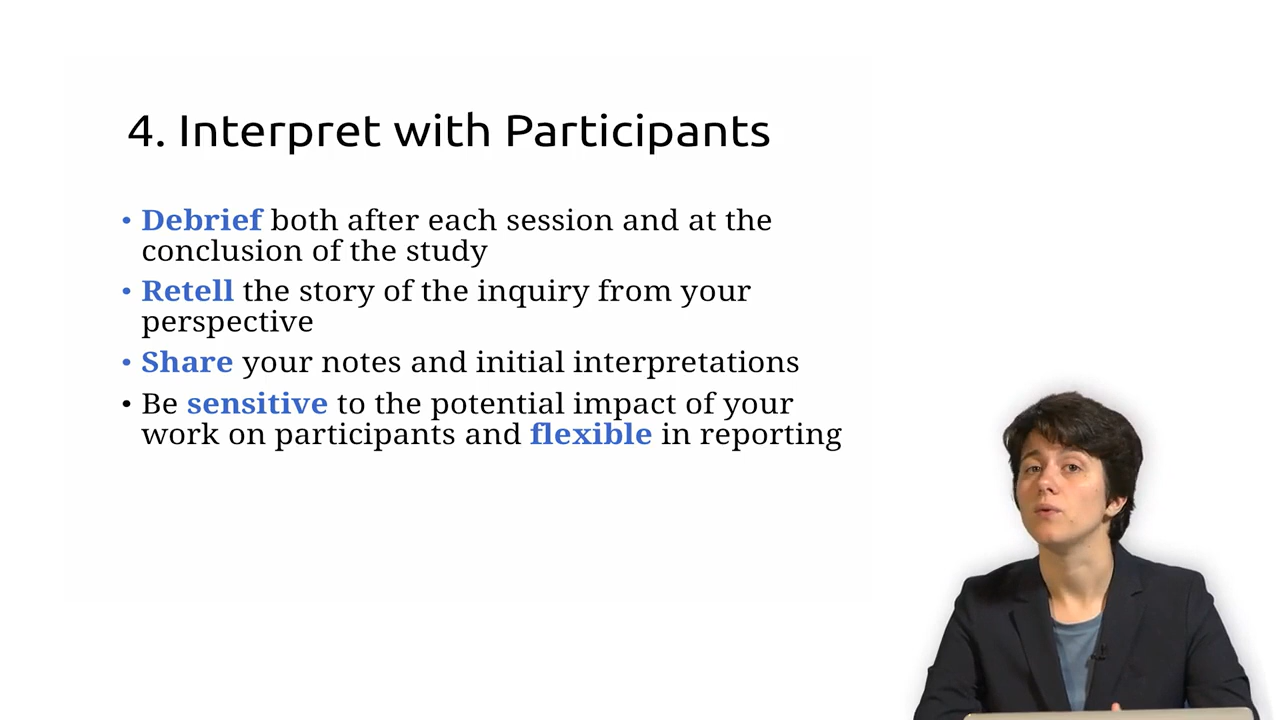 4. Interpret with Participants
• Debrief both after each session and at the
conclusion of the study
• Retell the story of the inquiry from your
perspective
• Share your notes and initial interpretations
• Be sensitive to the potential impact of your
work on participants and flexible in reporting